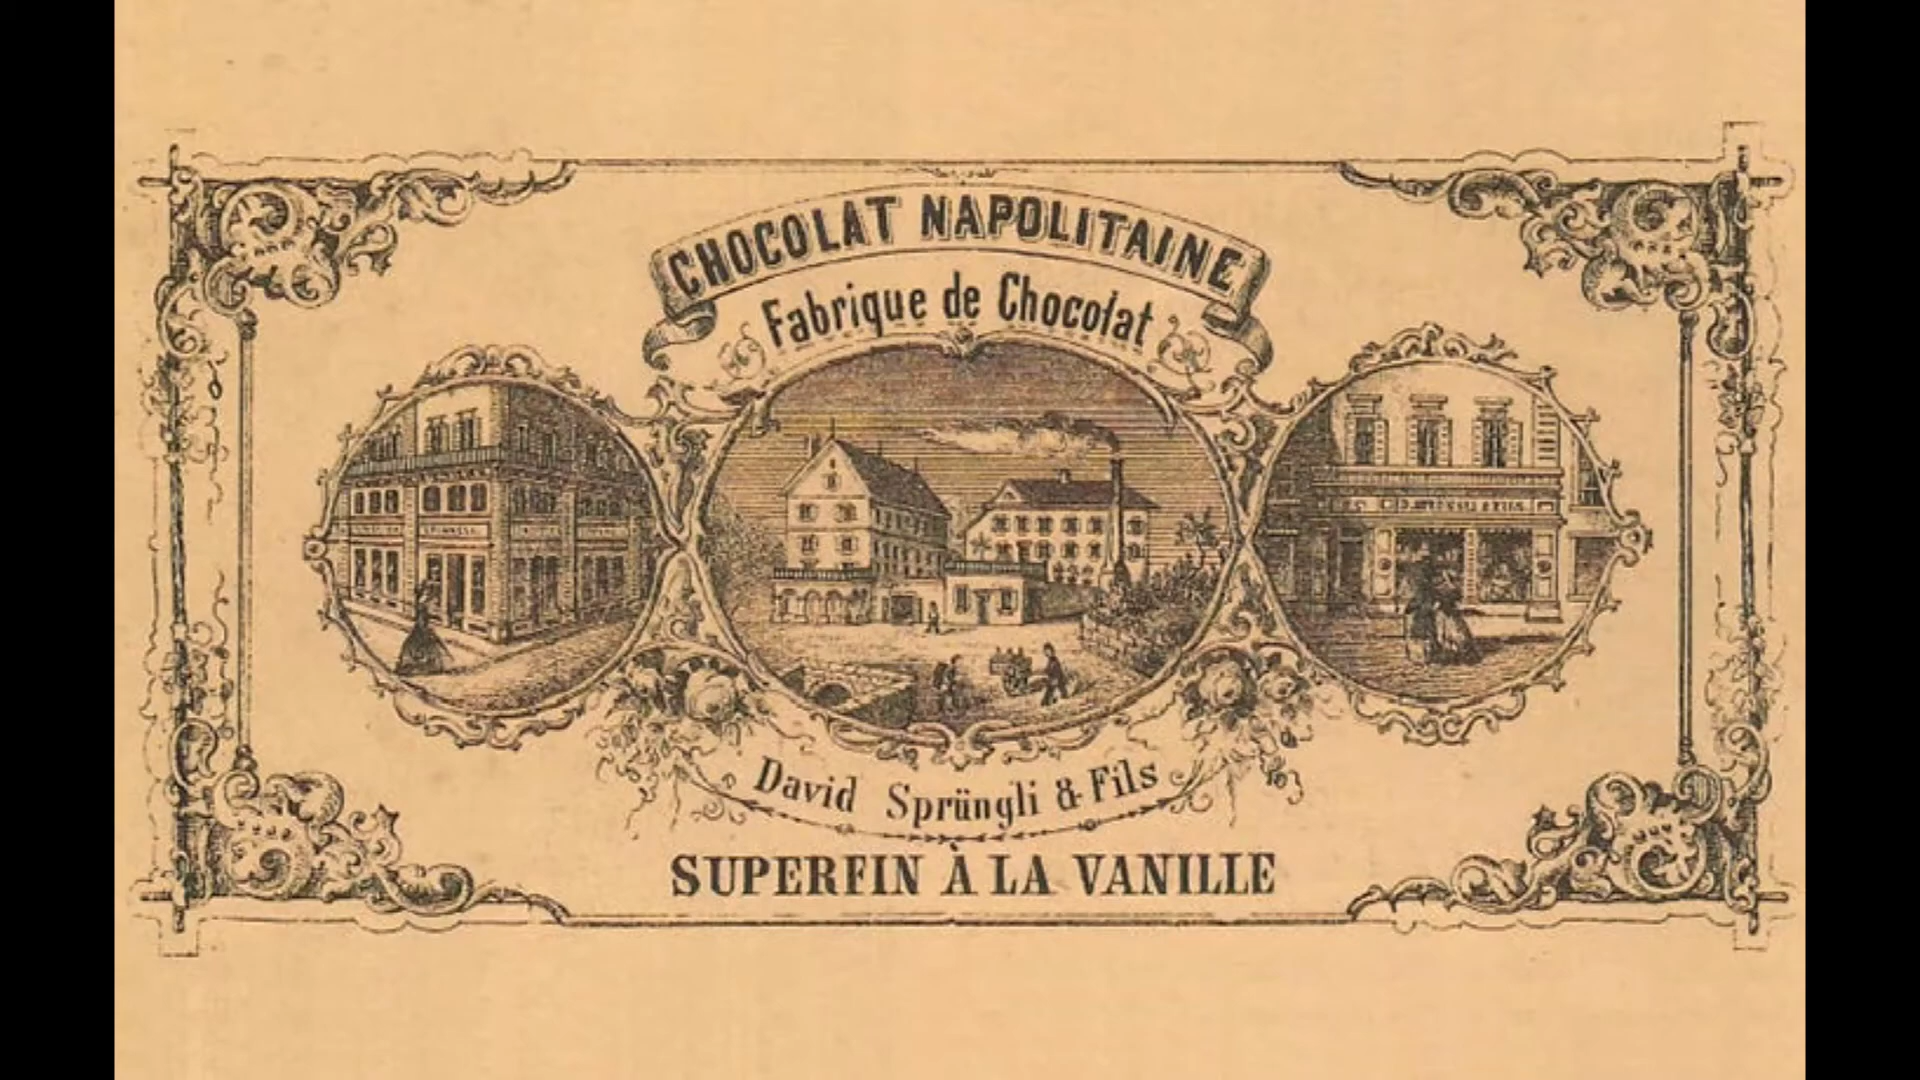 CHOCOLAT NAPOLITAINE
Fabrique de Chocolat
David Sprüngli & Fils
SUPERFIN À LA VANILLE